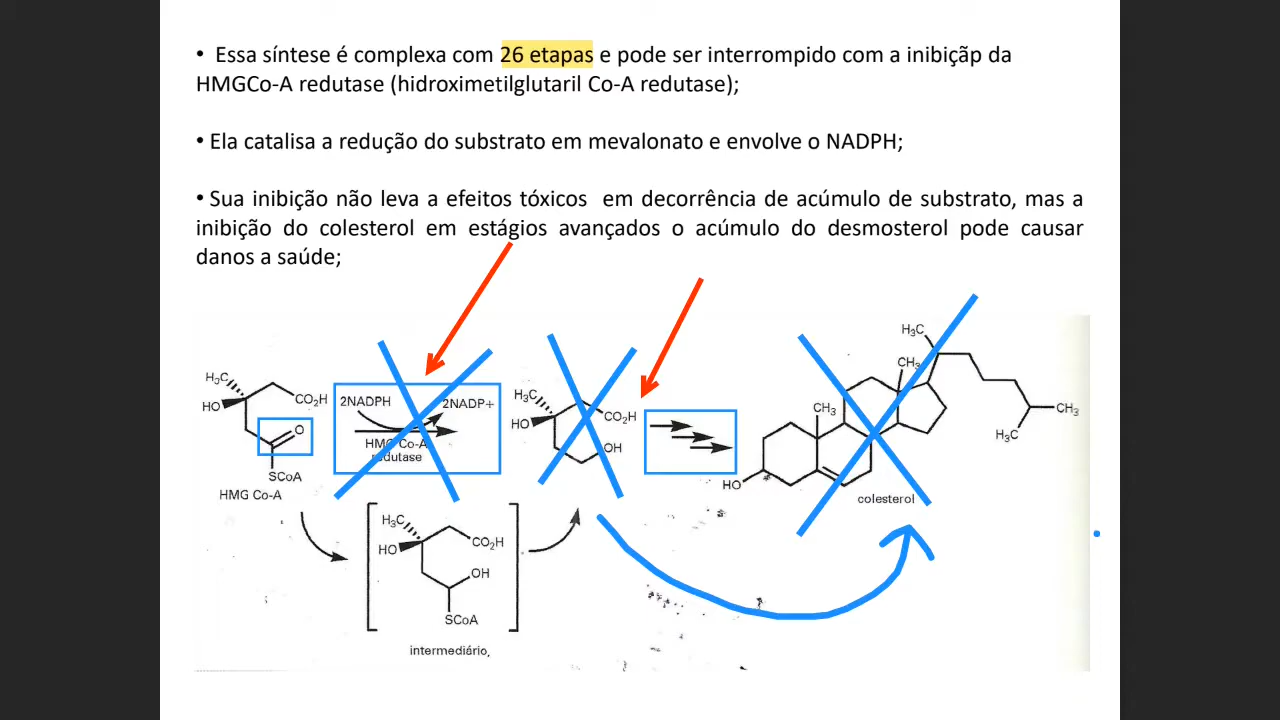 • Essa síntese é complexa com 26 etapas e pode ser interrompido com a inibiçãp da
HMGCo-A redutase (hidroximetilglutaril Co-A redutase);
• Ela catalisa a redução do substrato em mevalonato e envolve o NADPH;
• Sua inibição não leva a efeitos tóxicos em decorrência de acúmulo de substrato, mas a
inibição do colesterol em estágios avançados o acúmulo do desmosterol pode causar
danos a saúde;
H₃C
HO
CO₂H
O
SCoA
HMG Co-A
2NADPH
2NADP+
HMG Co-A
redutase
H₃C
HO
CO₂H
OH
H₃C
CH₃
CH₃
CH₃
H₃C
HO
colesterol
H₃C
HO
CO₂H
OH
SCoA
intermediário,